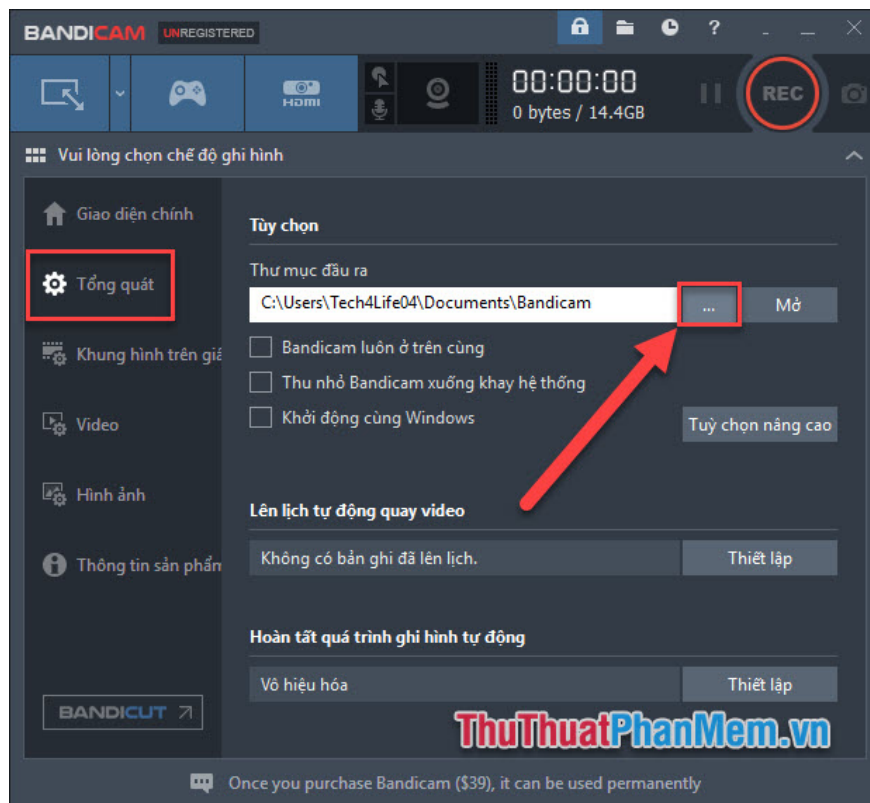 BANDICAM UNREGISTERED ?
HDMI
00:00:00
0 bytes / 14.4GB
REC
Vui lòng chọn chế độ ghi hình
Giao diện chính
Tổng quát
Khung hình trên giâ
Video
Hình ảnh
Thông tin sản phẩm
BANDICUT
Tùy chọn
Thư mục đầu ra
C:\Users\Tech4Life04\Documents\Bandicam ... Mở
Bandicam luôn ở trên cùng
Thu nhỏ Bandicam xuống khay hệ thống
Khởi động cùng Windows
Tuỳ chọn nâng cao
Lên lịch tự động quay video
Không có bản ghi đã lên lịch. Thiết lập
Hoàn tất quá trình ghi hình tự động
Vô hiệu hóa Thiết lập
ThuThuatPhanMem.vn
Once you purchase Bandicam ($39), it can be used permanently